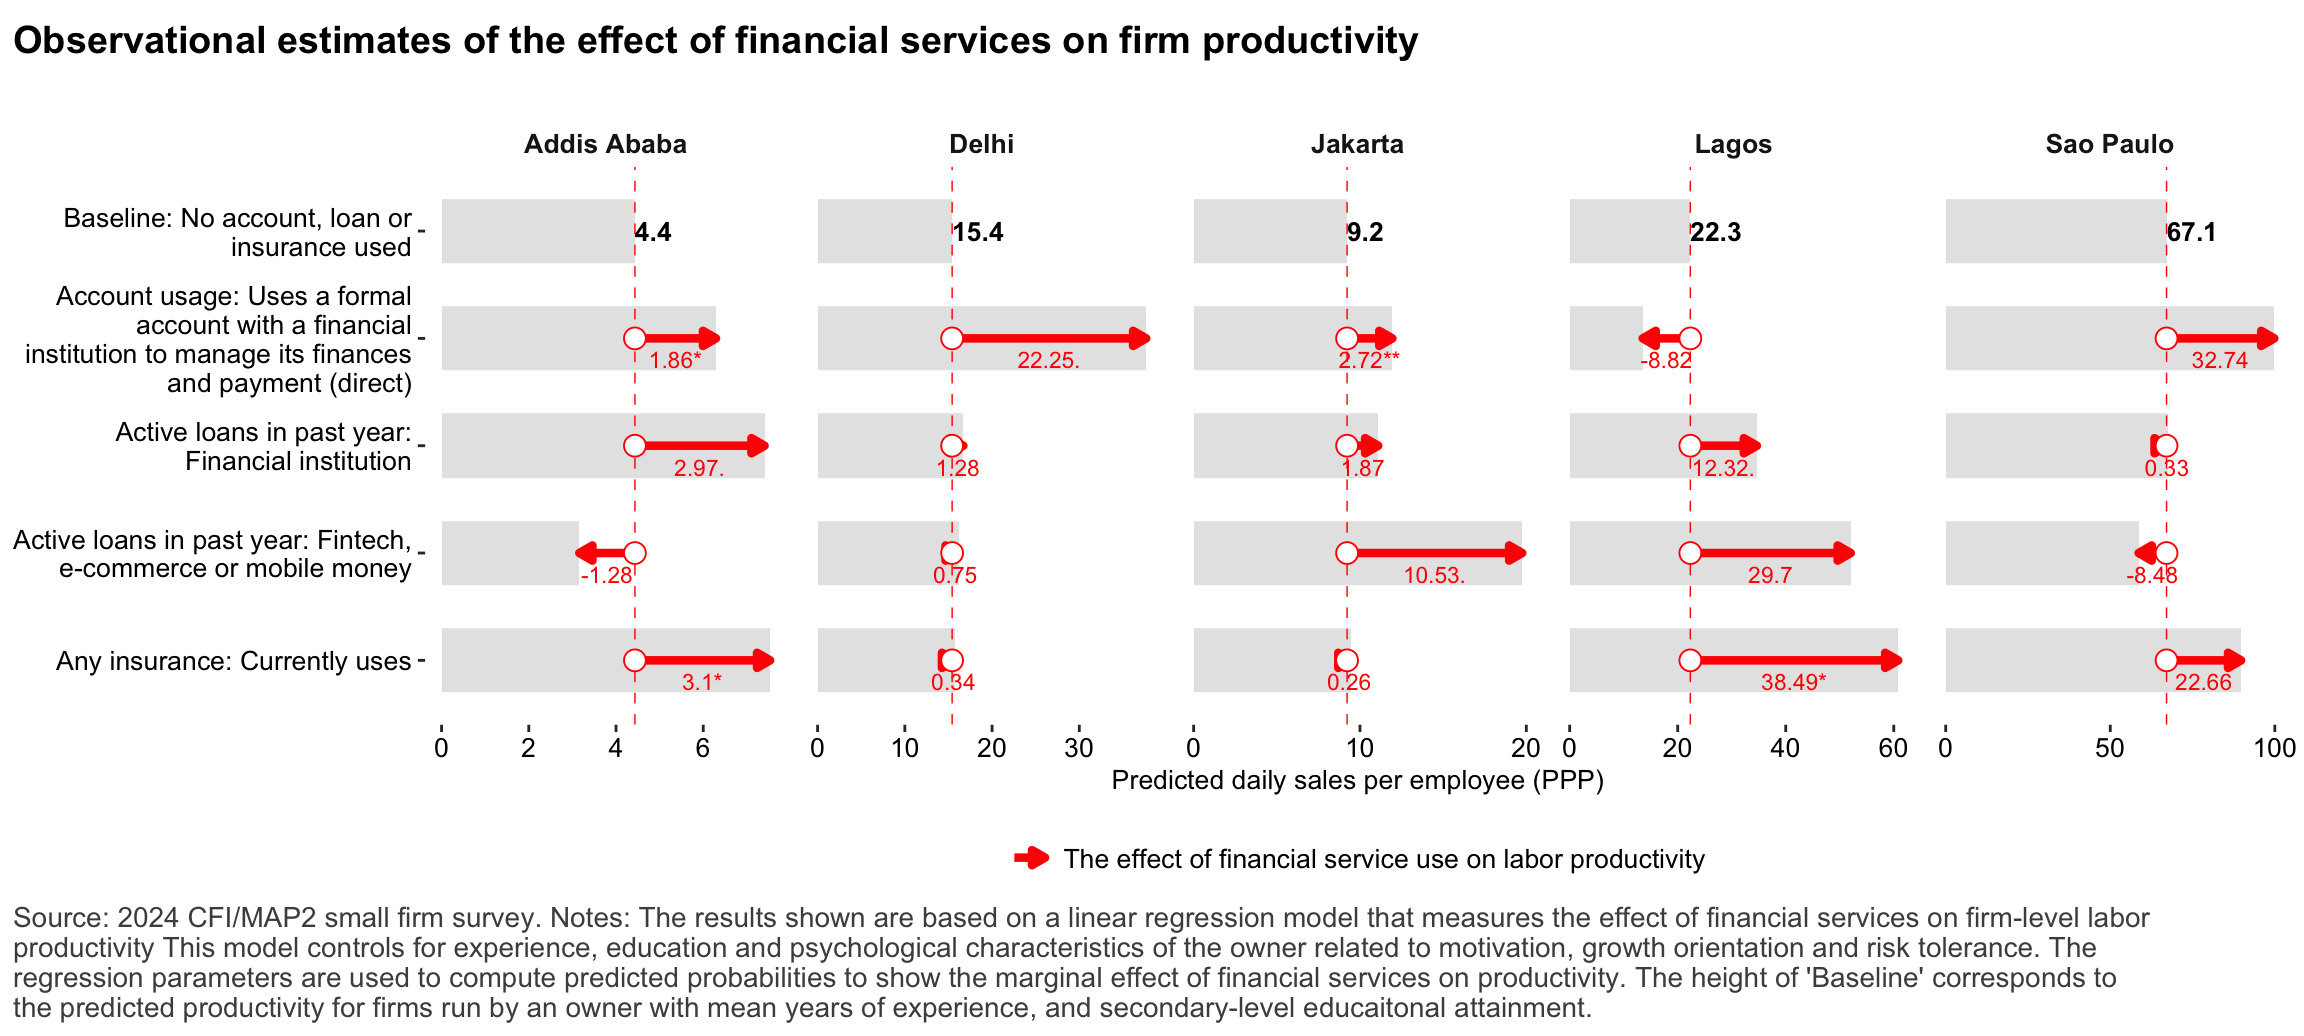 Observational estimates of the effect of financial services on firm productivity
Addis Ababa
Delhi
Jakarta
Lagos
Sao Paulo
Baseline: No account, loan or
insurance used
4.4
15.4
9.2
22.3
67.1
Account usage: Uses a formal
account with a financial
institution to manage its finances
and payment (direct)
1.86*
22.25.
2.72**
-8.82
32.74
Active loans in past year:
Financial institution
2.97.
1.28
1.87
12.32.
0.33
Active loans in past year: Fintech,
e-commerce or mobile money
-1.28
0.75
10.53.
29.7
-8.48
Any insurance: Currently uses
3.1*
0.34
0.26
38.49*
22.66
0 2 4 6
0 10 20 30
0 10 20
0 20 40 60
0 50 100
Predicted daily sales per employee (PPP)
The effect of financial service use on labor productivity
Source: 2024 CFI/MAP2 small firm survey. Notes: The results shown are based on a linear regression model that measures the effect of financial services on firm-level labor
productivity This model controls for experience, education and psychological characteristics of the owner related to motivation, growth orientation and risk tolerance. The
regression parameters are used to compute predicted probabilities to show the marginal effect of financial services on productivity. The height of 'Baseline' corresponds to
the predicted productivity for firms run by an owner with mean years of experience, and secondary-level educaitonal attainment.